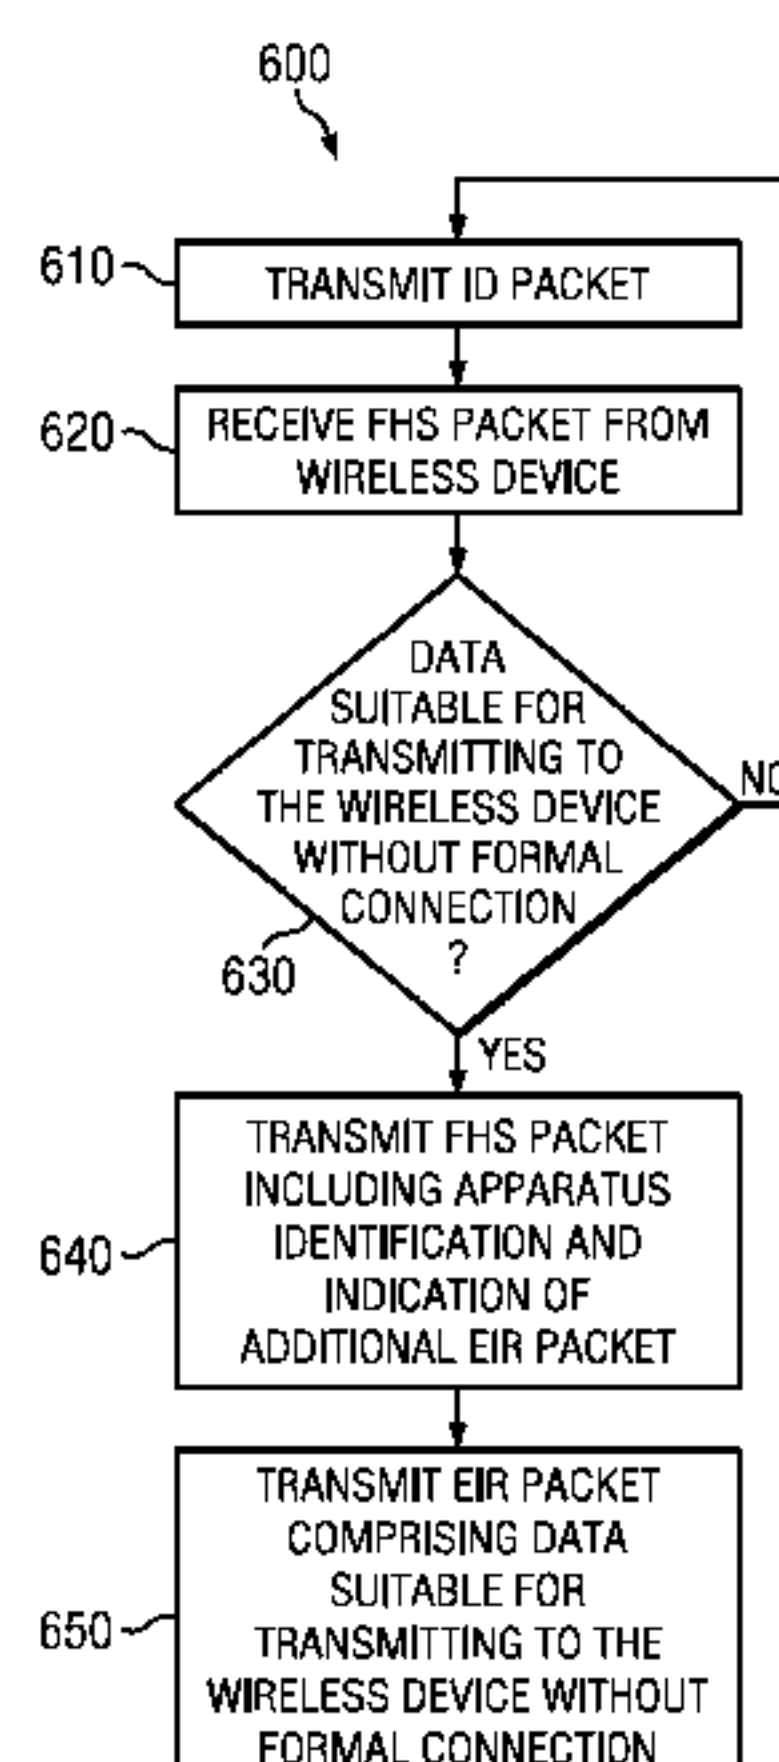 600
610
TRANSMIT ID PACKET
620
RECEIVE FHS PACKET FROM
WIRELESS DEVICE
DATA
SUITABLE FOR
TRANSMITTING TO
THE WIRELESS DEVICE
WITHOUT FORMAL
CONNECTION
?
NO
630
YES
640
TRANSMIT FHS PACKET
INCLUDING APPARATUS
IDENTIFICATION AND
INDICATION OF
ADDITIONAL EIR PACKET
650
TRANSMIT EIR PACKET
COMPRISING DATA
SUITABLE FOR
TRANSMITTING TO THE
WIRELESS DEVICE WITHOUT
FORMAL CONNECTION